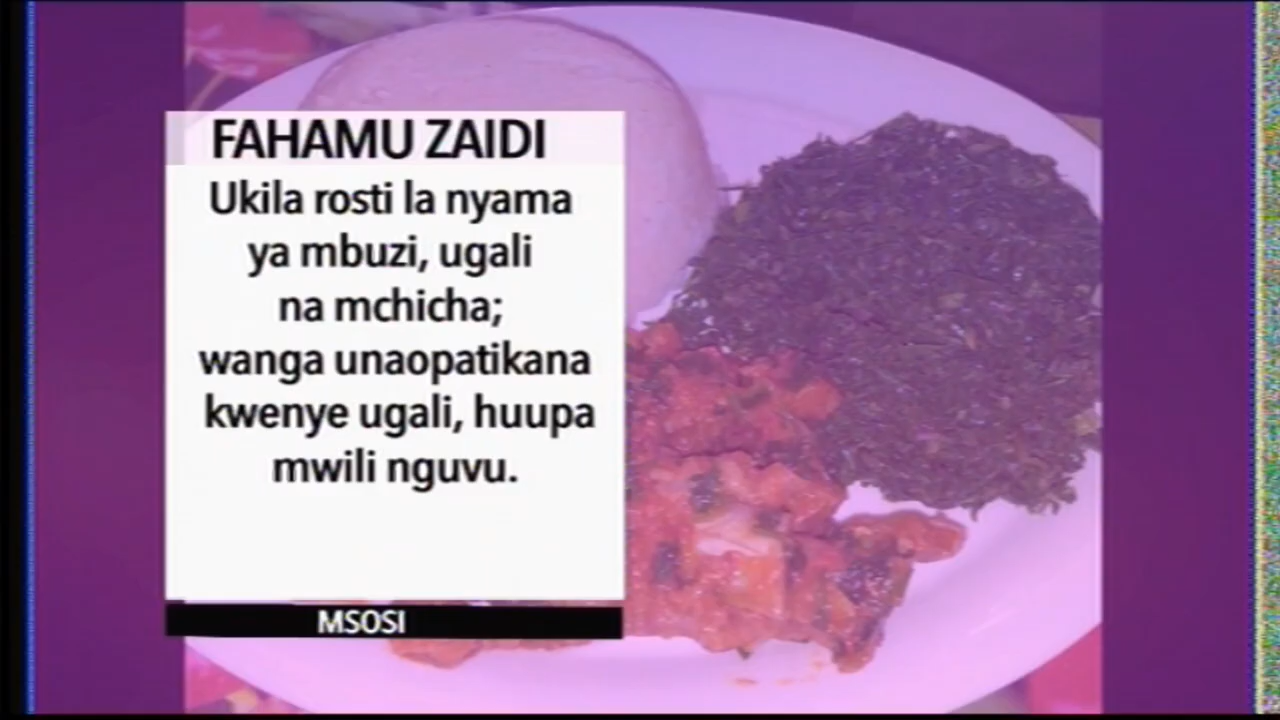 FAHAMU ZAIDI
Ukila rosti la nyama
ya mbuzi, ugali
na mchicha;
wanga unaopatikana
kwenye ugali, huupa
mwili nguvu.
MSOSI